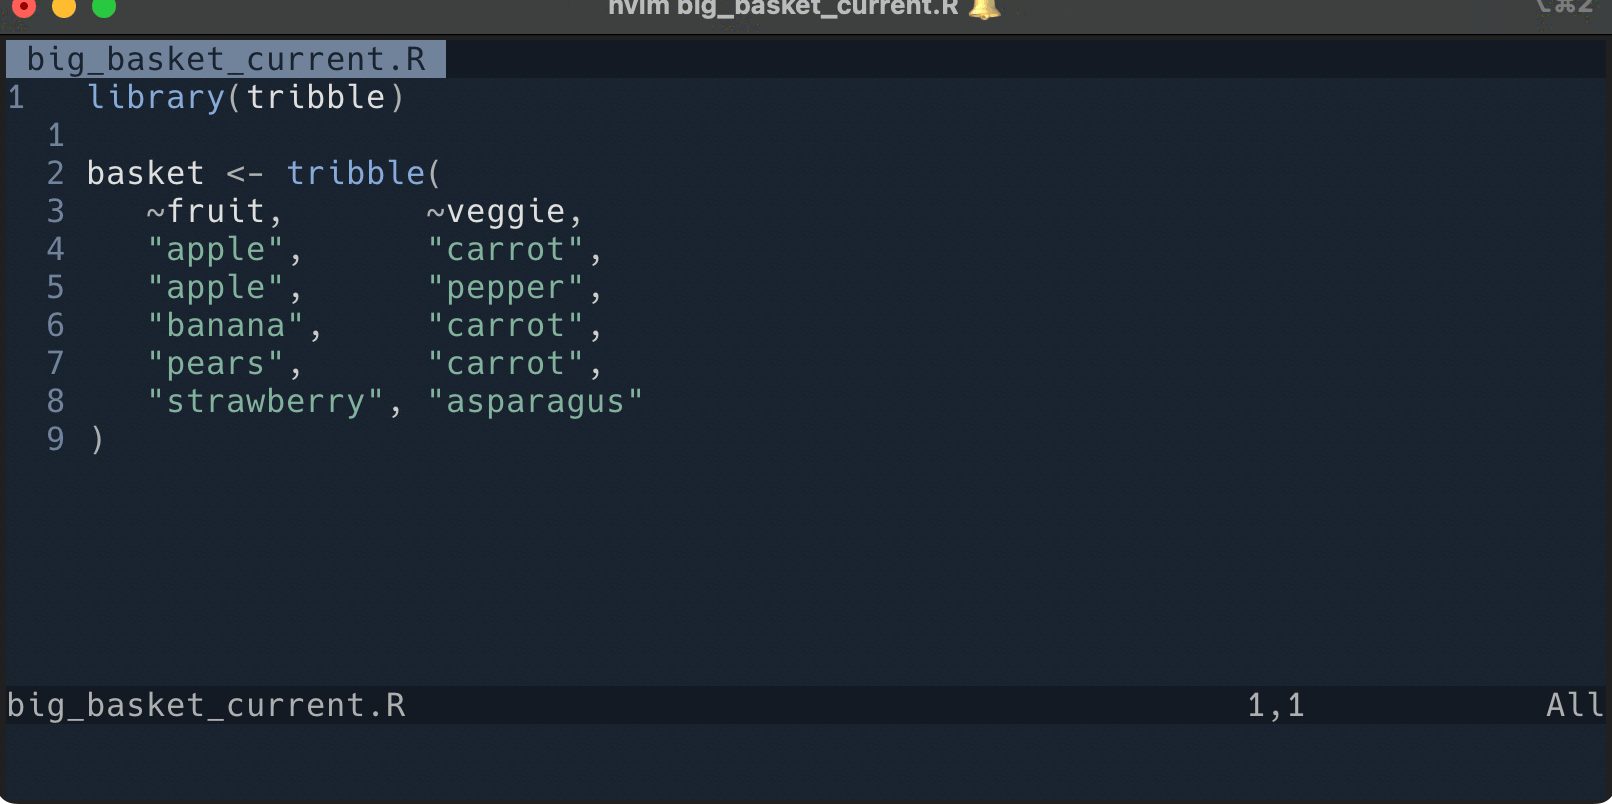 nvim big_basket_current.R 🔔 ⌥⌘2
big_basket_current.R
1 library(tribble)
1
2 basket <- tribble(
3    ~fruit,       ~veggie,
4    "apple",      "carrot",
5    "apple",      "pepper",
6    "banana",     "carrot",
7    "pears",      "carrot",
8    "strawberry", "asparagus"
9 )
big_basket_current.R 1,1 All